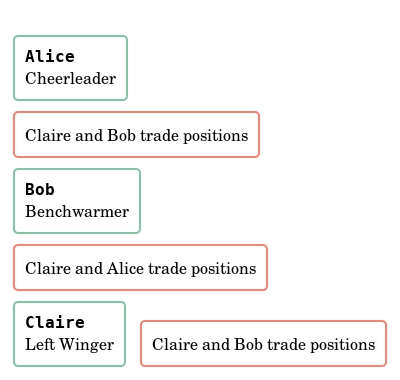 Alice
Cheerleader
Claire and Bob trade positions
Bob
Benchwarmer
Claire and Alice trade positions
Claire
Left Winger
Claire and Bob trade positions